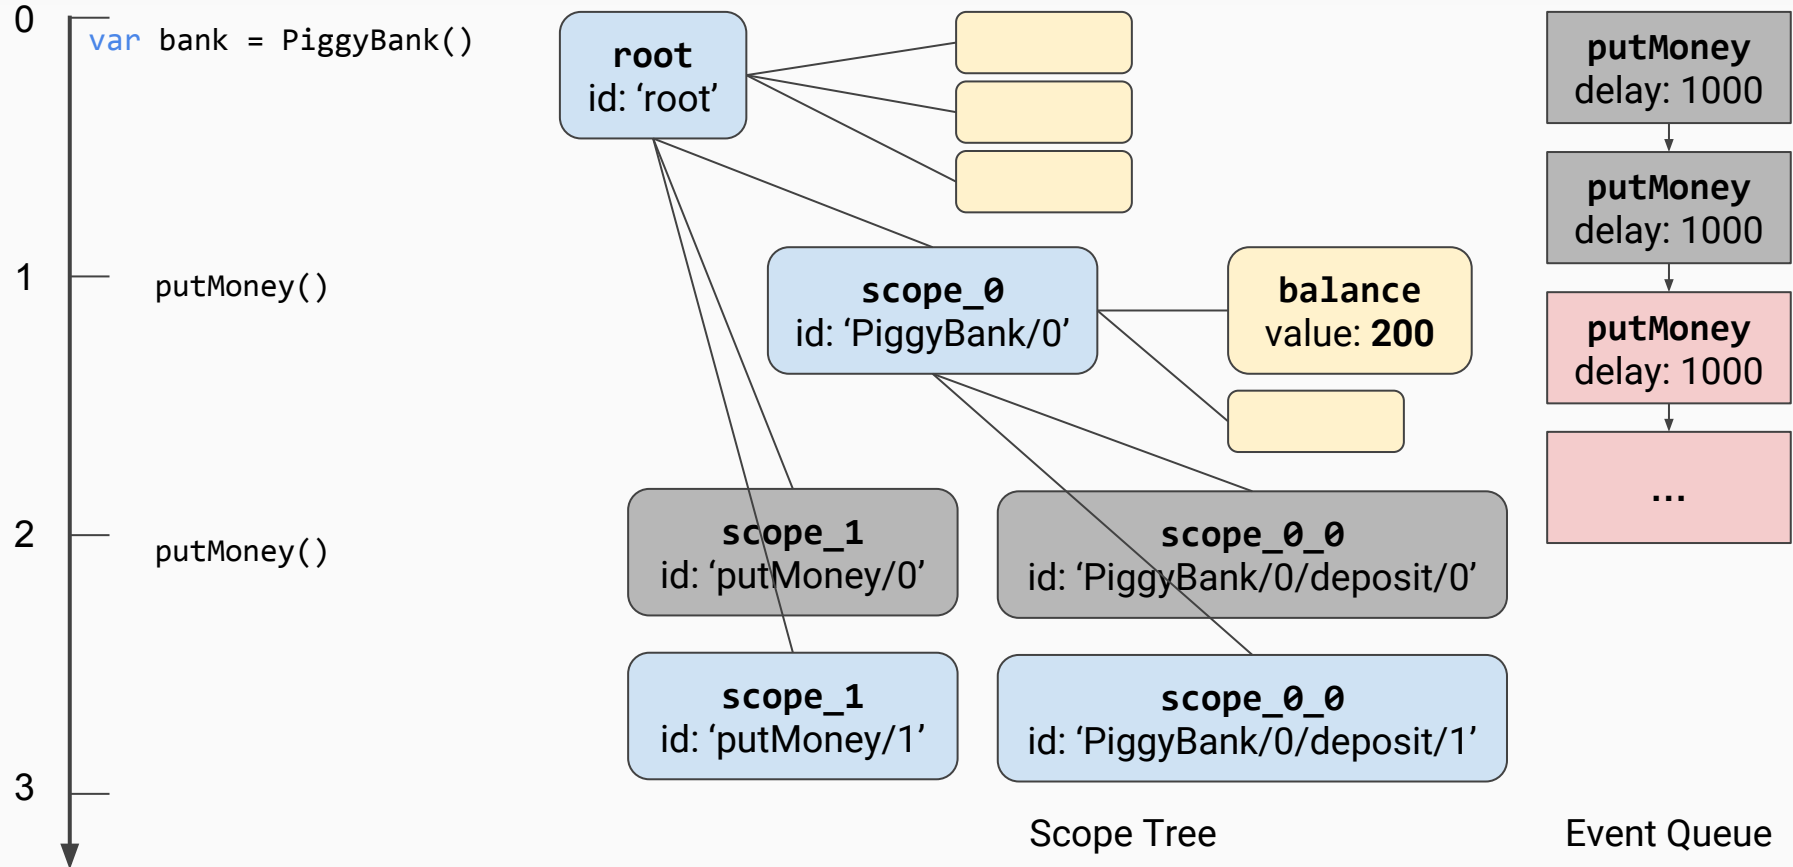 0
var bank = PiggyBank()
1
putMoney()
2
putMoney()
3
root
id: ‘root’
scope_0
id: ‘PiggyBank/0’
balance
value: 200
scope_1
id: ‘putMoney/0’
scope_0_0
id: ‘PiggyBank/0/deposit/0’
scope_1
id: ‘putMoney/1’
scope_0_0
id: ‘PiggyBank/0/deposit/1’
Scope Tree
putMoney
delay: 1000
putMoney
delay: 1000
putMoney
delay: 1000
...
Event Queue